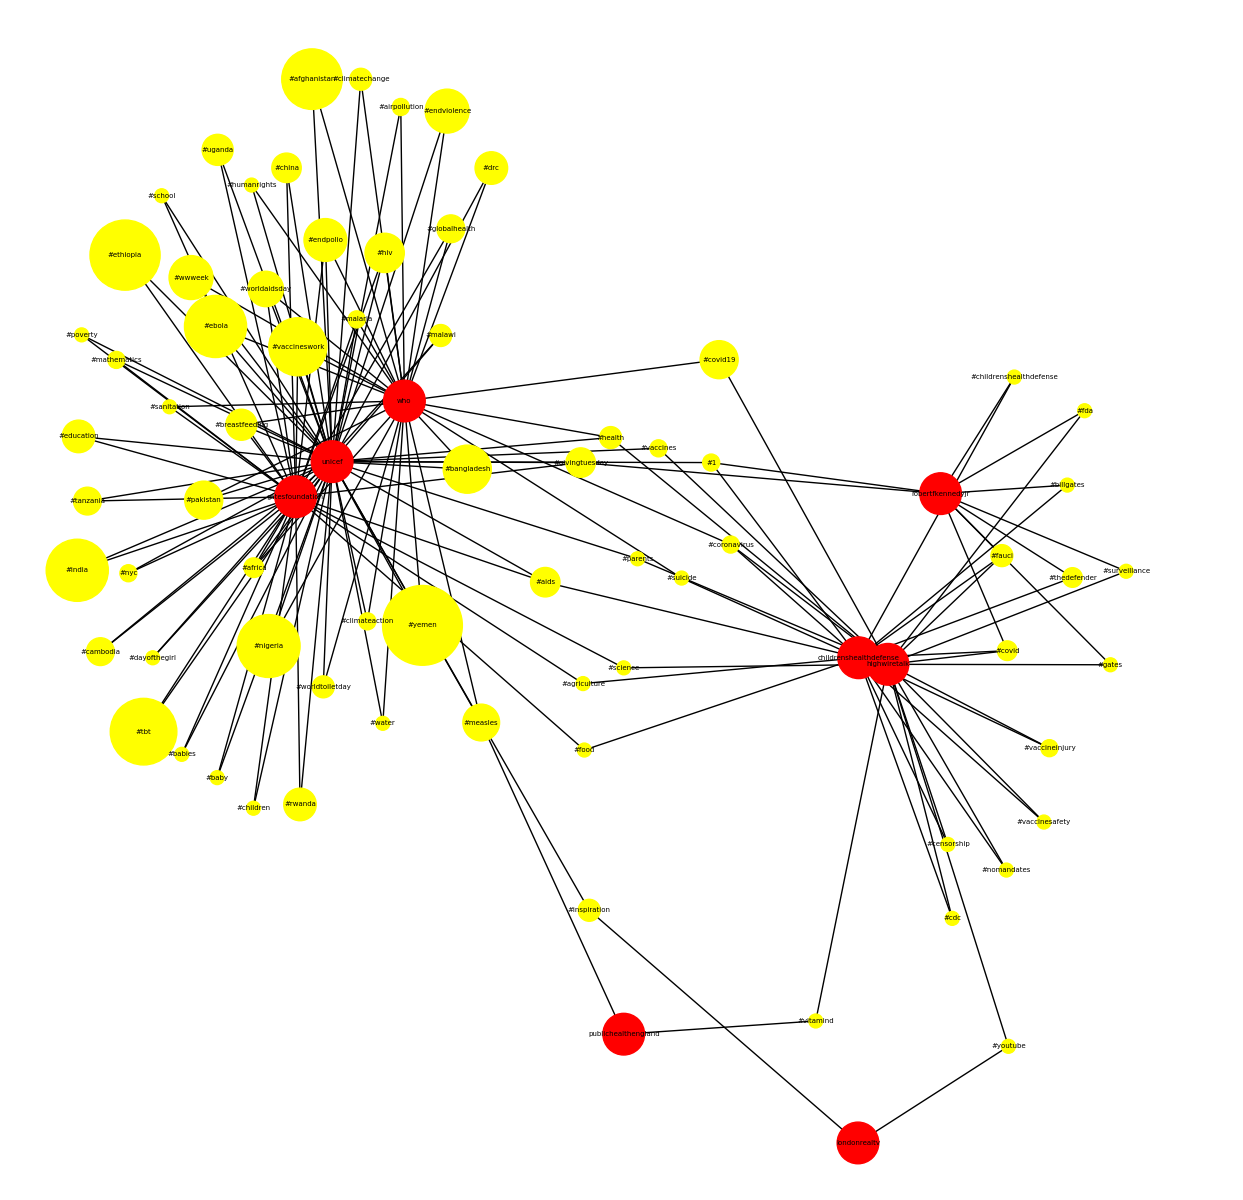 #afghanistan
#climatechange
#airpollution
#endviolence
#uganda
#china
#drc
#humanrights
#school
#globalhealth
#endpolio
#hiv
#ethiopia
#wwweek
#worldaidsday
#malaria
#ebola
#vaccineswork
#malawi
#poverty
#mathematics
#covid19
#childrenshealthdefense
who
#sanitation
#fda
#breastfeeding
#education
#health
#vaccines
unicef
#bangladesh
#givingtuesday
#1
#billgates
robertfkennedyjr
gatesfoundation
#tanzania
#pakistan
#coronavirus
#parents
#fauci
#india
#nyc
#africa
#suicide
#thedefender
#surveillance
#aids
#climateaction
#yemen
#nigeria
#cambodia
#dayofthegirl
#covid
childrenshealthdefense
highwiretalk
#gates
#science
#agriculture
#worldtoiletday
#water
#measles
#tbt
#babies
#food
#vaccineinjury
#baby
#children
#rwanda
#vaccinesafety
#censorship
#nomandates
#inspiration
#cdc
#vitamind
publichealthengland
#youtube
londonrealtv